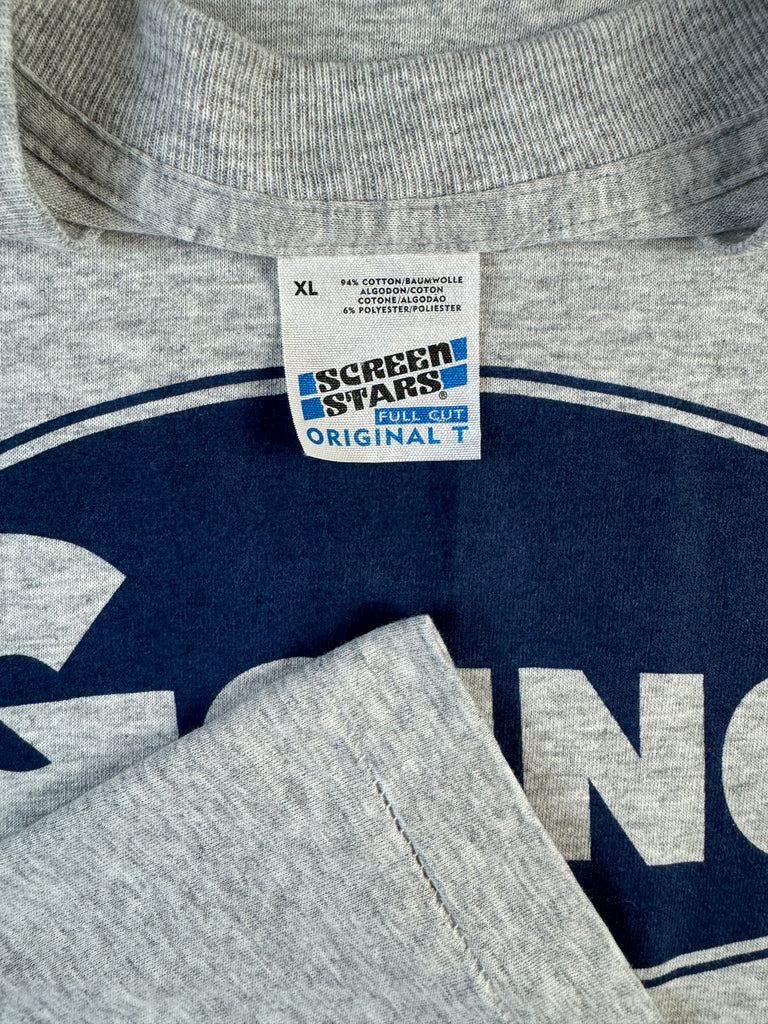 XL
94% COTTON/BAUMWOLLE
ALGODON/COTON
COTONE/ALGODÃO
6% POLYESTER/POLIESTER
SCREEN
STARS®
FULL CUT
ORIGINAL T